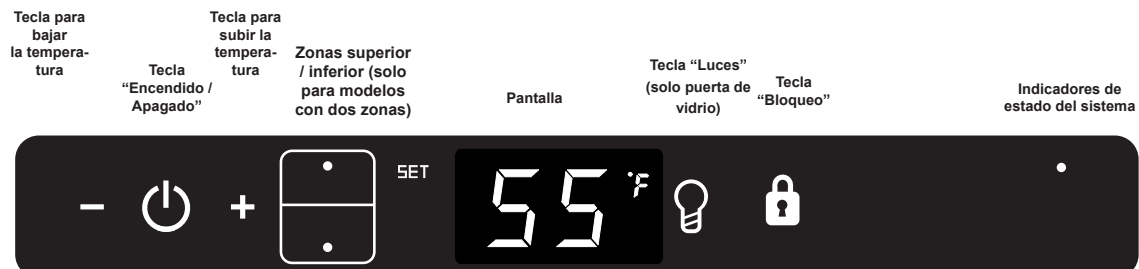 Tecla para
bajar
la tempera-
tura
Tecla
“Encendido /
Apagado”
Tecla para
subir la
tempera-
tura
Zonas superior
/ inferior (solo
para modelos
con dos zonas)
Pantalla
Tecla “Luces”
(solo puerta de
vidrio)
Tecla
“Bloqueo”
Indicadores de
estado del sistema
SET
55 °F